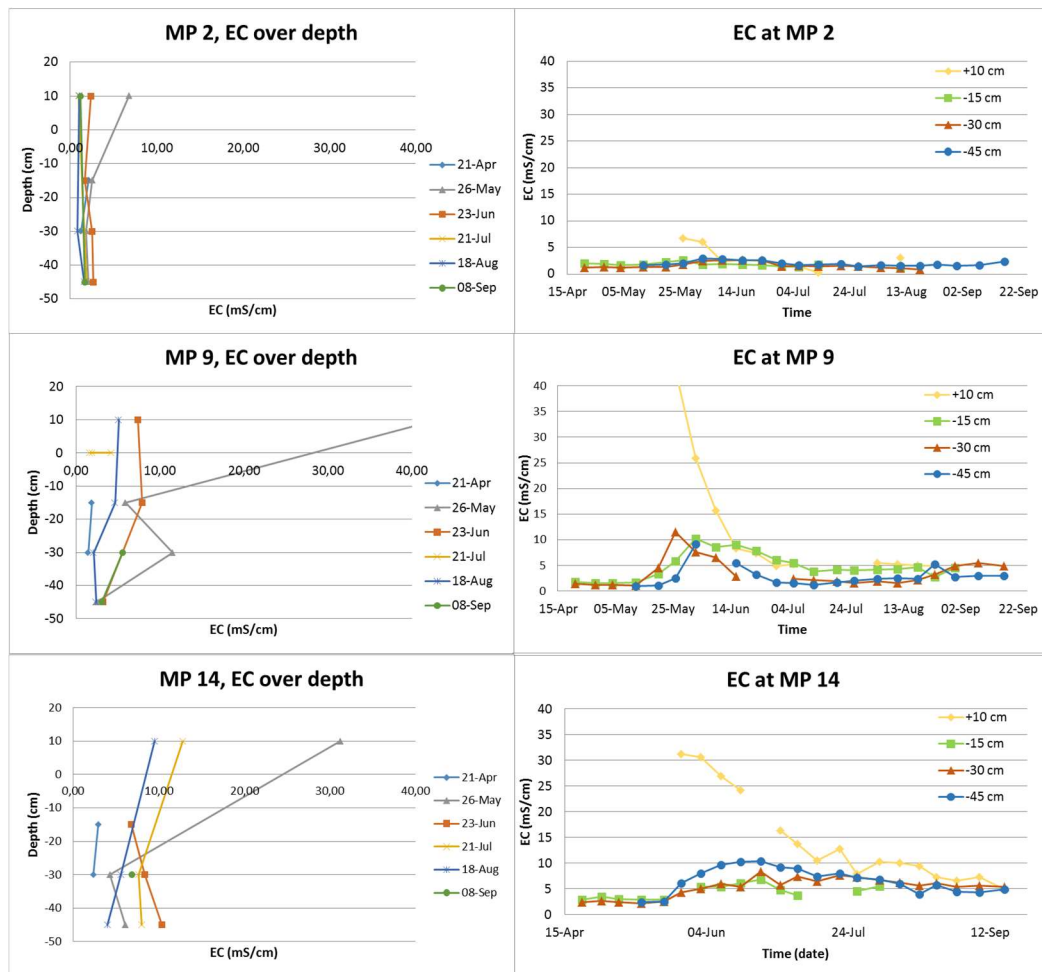 MP 2, EC over depth
20
10
0
0,00 10,00 20,00 30,00 40,00
-10
-20
-30
-40
-50
Depth (cm)
EC (mS/cm)
21-Apr
26-May
23-Jun
21-Jul
18-Aug
08-Sep
EC at MP 2
40
35
30
25
20
15
10
5
0
EC (mS/cm)
15-Apr 05-May 25-May 14-Jun 04-Jul 24-Jul 13-Aug 02-Sep 22-Sep
Time
+10 cm
-15 cm
-30 cm
-45 cm
MP 9, EC over depth
20
10
0
0,00 10,00 20,00 30,00 40,00
-10
-20
-30
-40
-50
Depth (cm)
EC (mS/cm)
21-Apr
26-May
23-Jun
21-Jul
18-Aug
08-Sep
EC at MP 9
40
35
30
25
20
15
10
5
0
EC (mS/cm)
15-Apr 05-May 25-May 14-Jun 04-Jul 24-Jul 13-Aug 02-Sep 22-Sep
Time
+10 cm
-15 cm
-30 cm
-45 cm
MP 14, EC over depth
20
10
0
0,00 10,00 20,00 30,00 40,00
-10
-20
-30
-40
-50
Depth (cm)
EC (mS/cm)
21-Apr
26-May
23-Jun
21-Jul
18-Aug
08-Sep
EC at MP 14
40
35
30
25
20
15
10
5
0
EC (mS/cm)
15-Apr 04-Jun 24-Jul 12-Sep
Time (date)
+10 cm
-15 cm
-30 cm
-45 cm